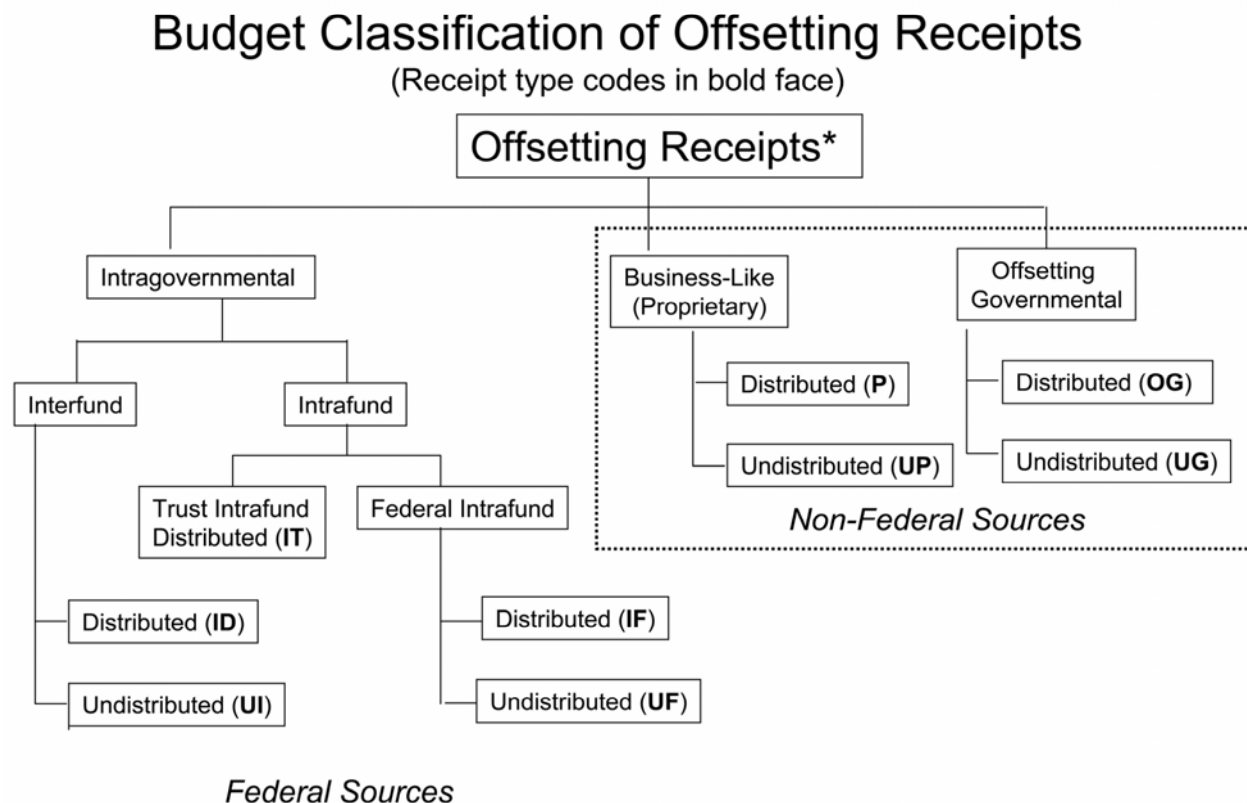 Budget Classification of Offsetting Receipts
(Receipt type codes in bold face)
Offsetting Receipts*
Intragovernmental
Business-Like
(Proprietary)
Offsetting
Governmental
Interfund
Intrafund
Distributed (P)
Distributed (OG)
Undistributed (UP)
Undistributed (UG)
Trust Intrafund
Distributed (IT)
Federal Intrafund
Non-Federal Sources
Distributed (ID)
Distributed (IF)
Undistributed (UI)
Undistributed (UF)
Federal Sources